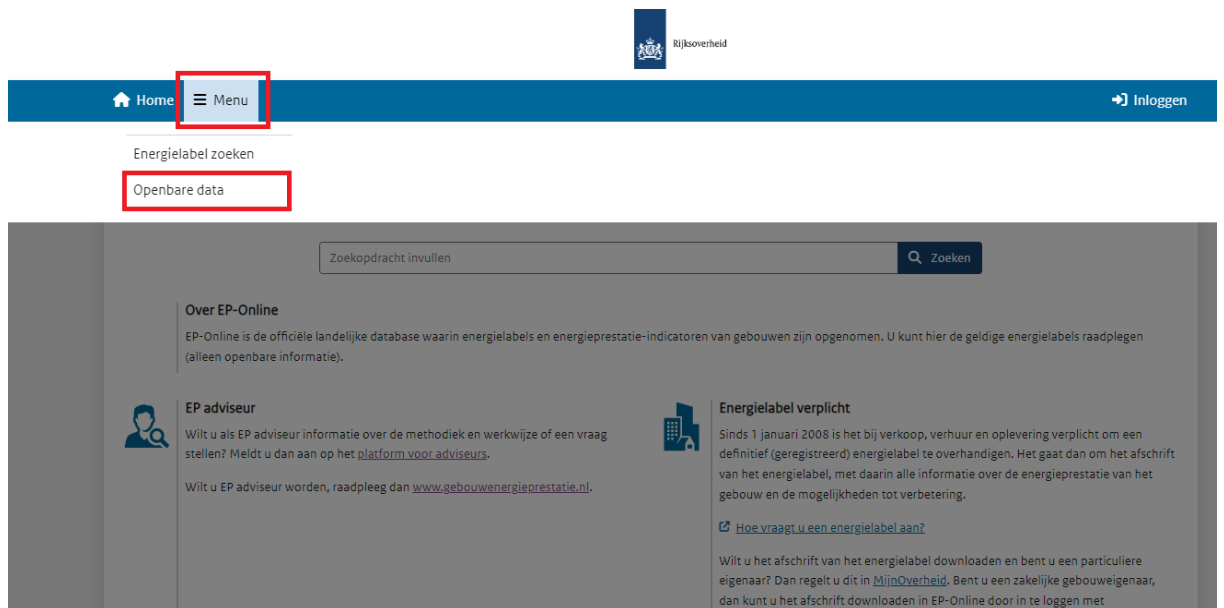 Rijksoverheid
Home
Menu
Inloggen
Energielabel zoeken
Openbare data
Zoekopdracht invullen
Zoeken
Over EP-Online
EP-Online is de officiële landelijke database waarin energielabels en energieprestatie-indicatoren van gebouwen zijn opgenomen. U kunt hier de geldige energielabels raadplegen
(alleen openbare informatie).
EP adviseur
Wilt u als EP adviseur informatie over de methodiek en werkwijze of een vraag
stellen? Meldt u dan aan op het platform voor adviseurs.
Wilt u EP adviseur worden, raadpleeg dan www.gebouwenergieprestatie.nl.
Energielabel verplicht
Sinds 1 januari 2008 is het bij verkoop, verhuur en oplevering verplicht om een
definitief (geregistreerd) energielabel te overhandigen. Het gaat dan om het afschrift
van het energielabel, met daarin alle informatie over de energieprestatie van het
gebouw en de mogelijkheden tot verbetering.
Hoe vraagt u een energielabel aan?
Wilt u het afschrift van het energielabel downloaden en bent u een particuliere
eigenaar? Dan regelt u dit in MijnOverheid. Bent u een zakelijke gebouweigenaar,
dan kunt u het afschrift downloaden in EP-Online door in te loggen met